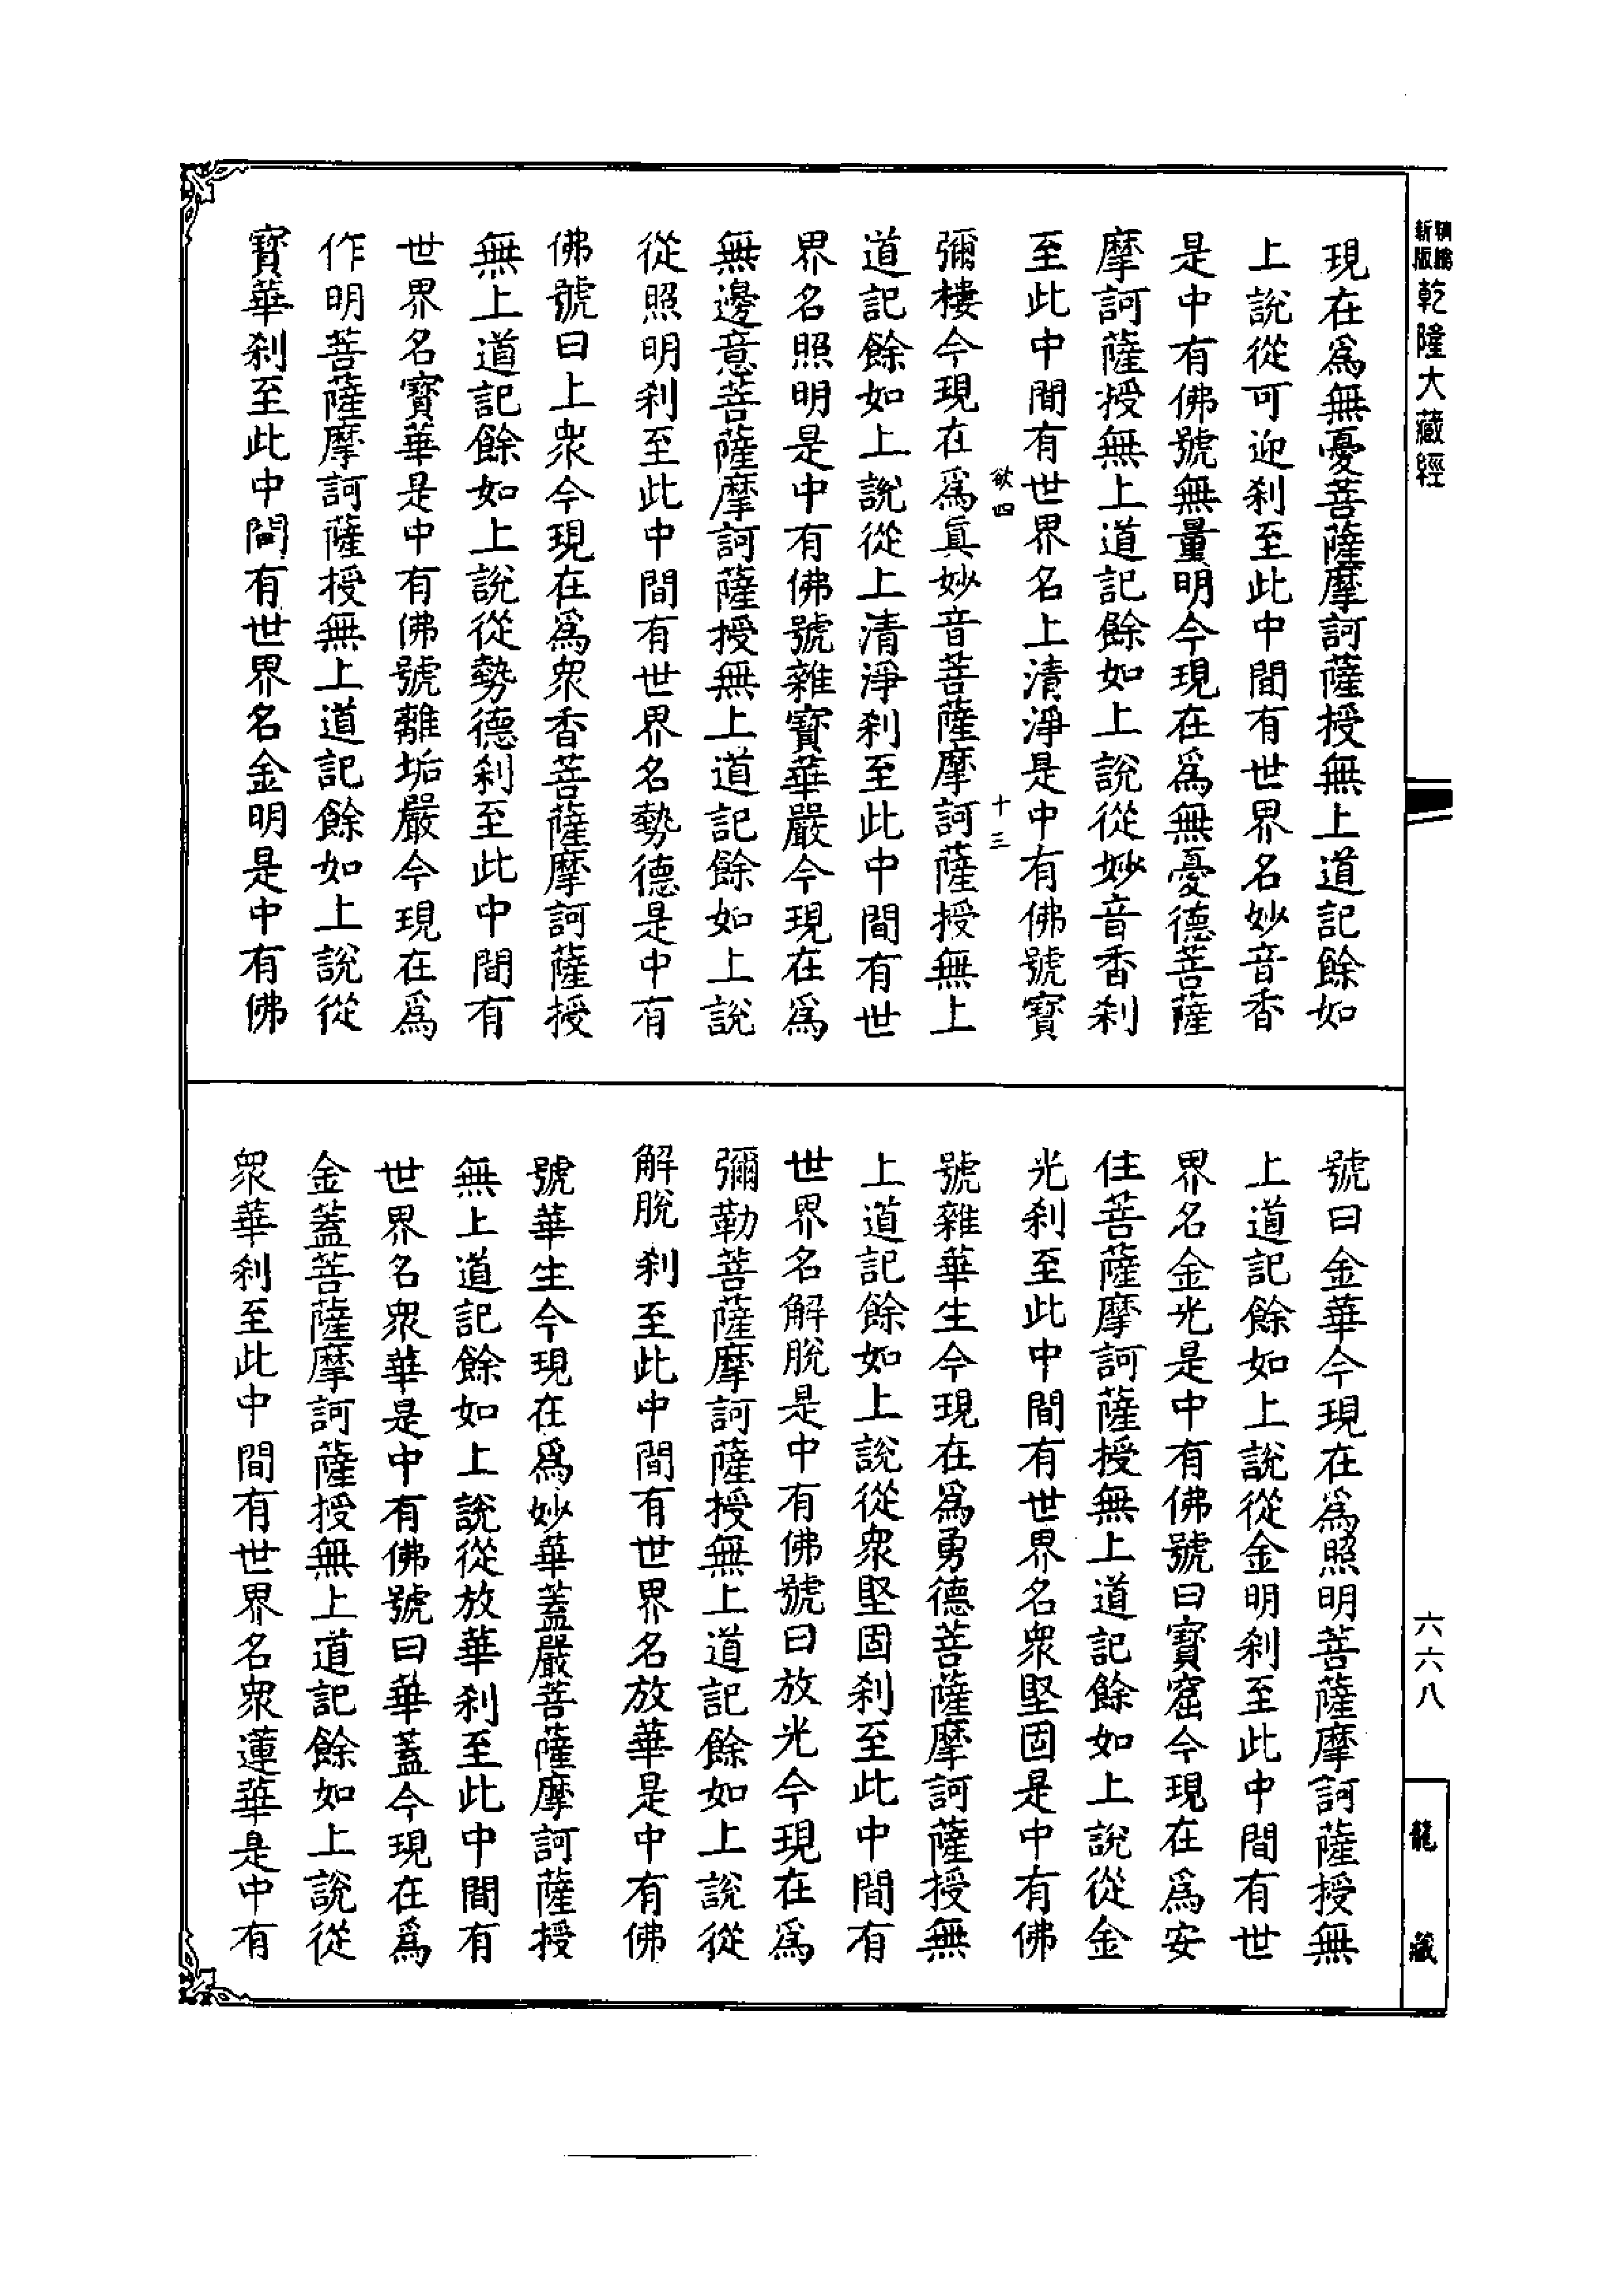 新版
乾隆大藏經
六六八
龍藏
現在爲無憂菩薩摩訶薩授無上道記餘如
上說從可迎刹至此中間有世界名妙音香
是中有佛號無量明今現在爲無憂德菩薩
摩訶薩授無上道記餘如上說從妙音香刹
至此中間有世界名上清淨是中有佛號寶
欲四
十三
彌樓今現在爲真妙音菩薩摩訶薩授無上
道記餘如上說從上清淨刹至此中間有世
界名照明是中有佛號雜寶華嚴今現在爲
無邊意菩薩摩訶薩授無上道記餘如上說
從照明刹至此中間有世界名勢德是中有
佛號曰上衆今現在爲衆香菩薩摩訶薩授
無上道記餘如上說從勢德刹至此中間有
世界名寶華是中有佛號離垢嚴今現在爲
作明菩薩摩訶薩授無上道記餘如上說從
寶華刹至此中間有世界名金明是中有佛
號曰金華今現在爲照明菩薩摩訶薩授無
上道記餘如上說從金明刹至此中間有世
界名金光是中有佛號曰寶窟今現在爲安
住菩薩摩訶薩授無上道記餘如上說從金
光刹至此中間有世界名衆堅固是中有佛
號雜華生今現在爲勇德菩薩摩訶薩授無
上道記餘如上說從衆堅固刹至此中間有
世界名解脫是中有佛號曰放光今現在爲
彌勒菩薩摩訶薩授無上道記餘如上說從
解脫刹至此中間有世界名放華是中有佛
號華生今現在爲妙華蓋嚴菩薩摩訶薩授
無上道記餘如上說從放華刹至此中間有
世界名衆華是中有佛號曰華蓋今現在爲
金蓋菩薩摩訶薩授無上道記餘如上說從
衆華刹至此中間有世界名衆蓮華是中有